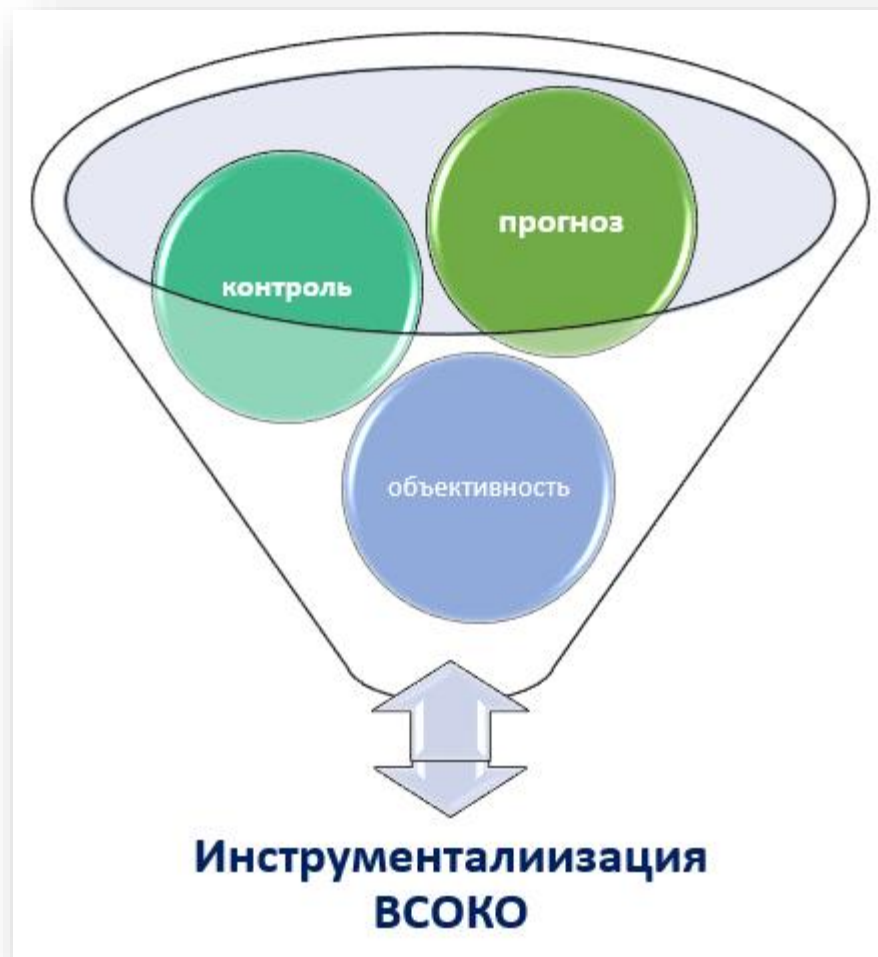 прогноз
контроль
объективность
Инструменталиизация
ВСОКО